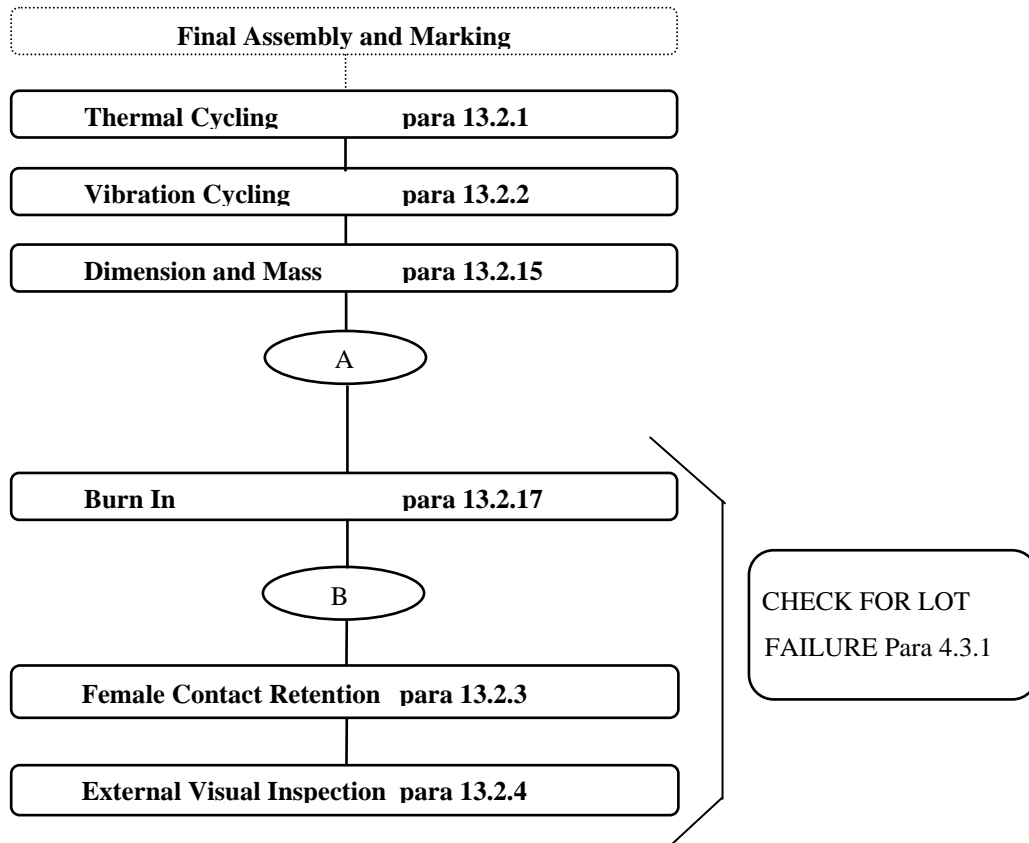 Final Assembly and Marking
Thermal Cycling para 13.2.1
Vibration Cycling para 13.2.2
Dimension and Mass para 13.2.15
A
Burn In para 13.2.17
B
CHECK FOR LOT
FAILURE Para 4.3.1
Female Contact Retention para 13.2.3
External Visual Inspection para 13.2.4